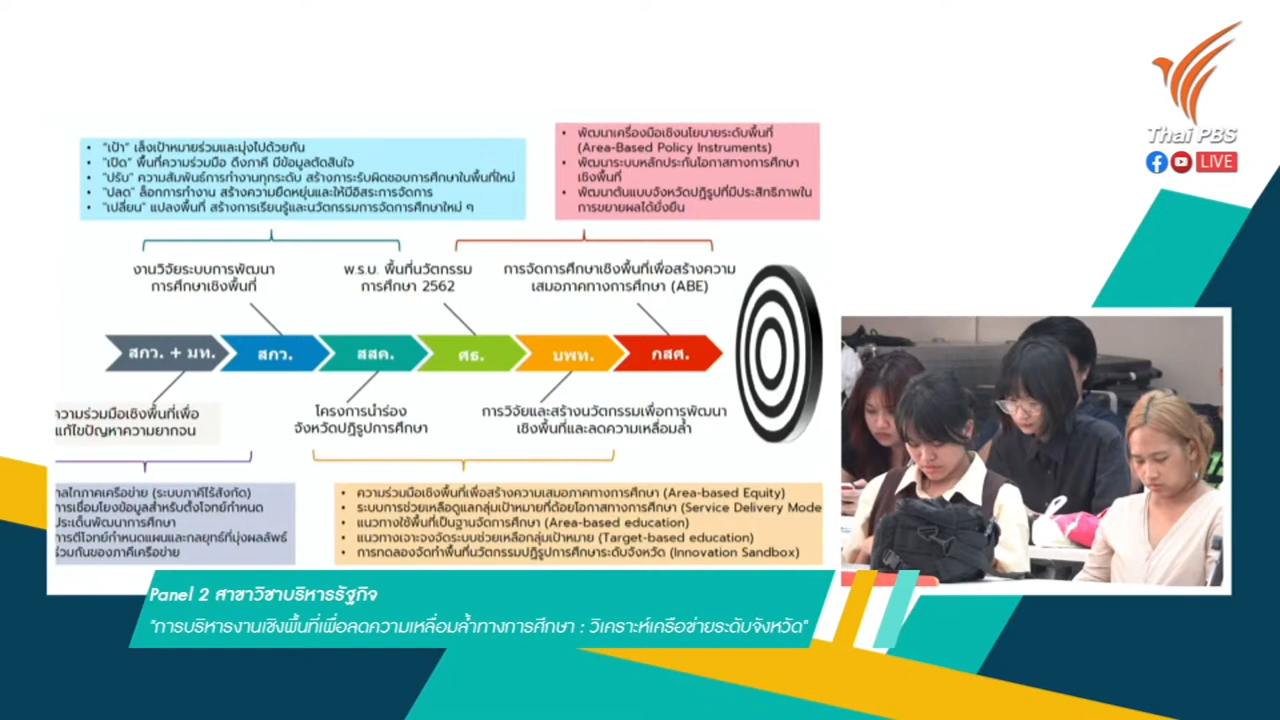 Thai PBS
LIVE
• "เป้า" เล็งเป้าหมายร่วมและมุ่งไปด้วยกัน
• "เปิด" พื้นที่ความร่วมมือ ดึงภาคี มีข้อมูลตัดสินใจ
• "ปรับ" ความสัมพันธ์การทำงานทุกระดับ สร้างภาระรับผิดชอบการศึกษาในพื้นที่ใหม่
• "ปลด" ล็อกการทำงาน สร้างความยืดหยุ่นและให้มีอิสระการจัดการ
• "เปลี่ยน" แปลงพื้นที่ สร้างการเรียนรู้และนวัตกรรมการจัดการศึกษาใหม่ ๆ
• พัฒนาเครื่องมือเชิงนโยบายระดับพื้นที่
(Area-Based Policy Instruments)
• พัฒนาระบบหลักประกันโอกาสทางการศึกษา
เชิงพื้นที่
• พัฒนาต้นแบบจังหวัดปฏิรูปที่มีประสิทธิภาพใน
การขยายผลได้ยั่งยืน
งานวิจัยระบบการพัฒนา
การศึกษาเชิงพื้นที่
พ.ร.บ. พื้นที่นวัตกรรม
การศึกษา 2562
การจัดการศึกษาเชิงพื้นที่เพื่อสร้างความ
เสมอภาคทางการศึกษา (ABE)
สกว. + มท.
สกว.
สสค.
ศธ.
บพท.
กสศ.
ความร่วมมือเชิงพื้นที่เพื่อ
แก้ไขปัญหาความยากจน
โครงการนำร่อง
จังหวัดปฏิรูปการศึกษา
การวิจัยและสร้างนวัตกรรมเพื่อการพัฒนา
เชิงพื้นที่และลดความเหลื่อมล้ำ
กลไกภาคเครือข่าย (ระบบภาคีไร้สังกัด)
การเชื่อมโยงข้อมูลสำหรับตั้งโจทย์กำหนด
ประเด็นพัฒนาการศึกษา
การตีโจทย์กำหนดแผนและกลยุทธ์ที่มุ่งผลลัพธ์
ร่วมกันของภาคีเครือข่าย
• ความร่วมมือเชิงพื้นที่เพื่อสร้างความเสมอภาคทางการศึกษา (Area-based Equity)
• ระบบการช่วยเหลือดูแลกลุ่มเป้าหมายที่ด้อยโอกาสทางการศึกษา (Service Delivery Mode
• แนวทางใช้พื้นที่เป็นฐานจัดการศึกษา (Area-based education)
• แนวทางเจาะจงจัดระบบช่วยเหลือกลุ่มเป้าหมาย (Target-based education)
• การทดลองจัดทำพื้นที่นวัตกรรมปฏิรูปการศึกษาระดับจังหวัด (Innovation Sandbox)
Panel 2 สาขาวิชาบริหารรัฐกิจ
"การบริหารงานเชิงพื้นที่เพื่อลดความเหลื่อมล้ำทางการศึกษา : วิเคราะห์เครือข่ายระดับจังหวัด"